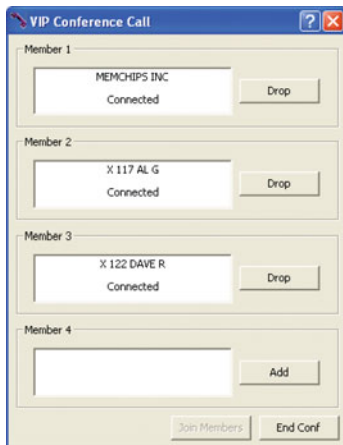 VIP Conference Call
Member 1
MEMCHIPS INC
Connected
Drop
Member 2
X 117 AL G
Connected
Drop
Member 3
X 122 DAVE R
Connected
Drop
Member 4
Add
Join Members End Conf